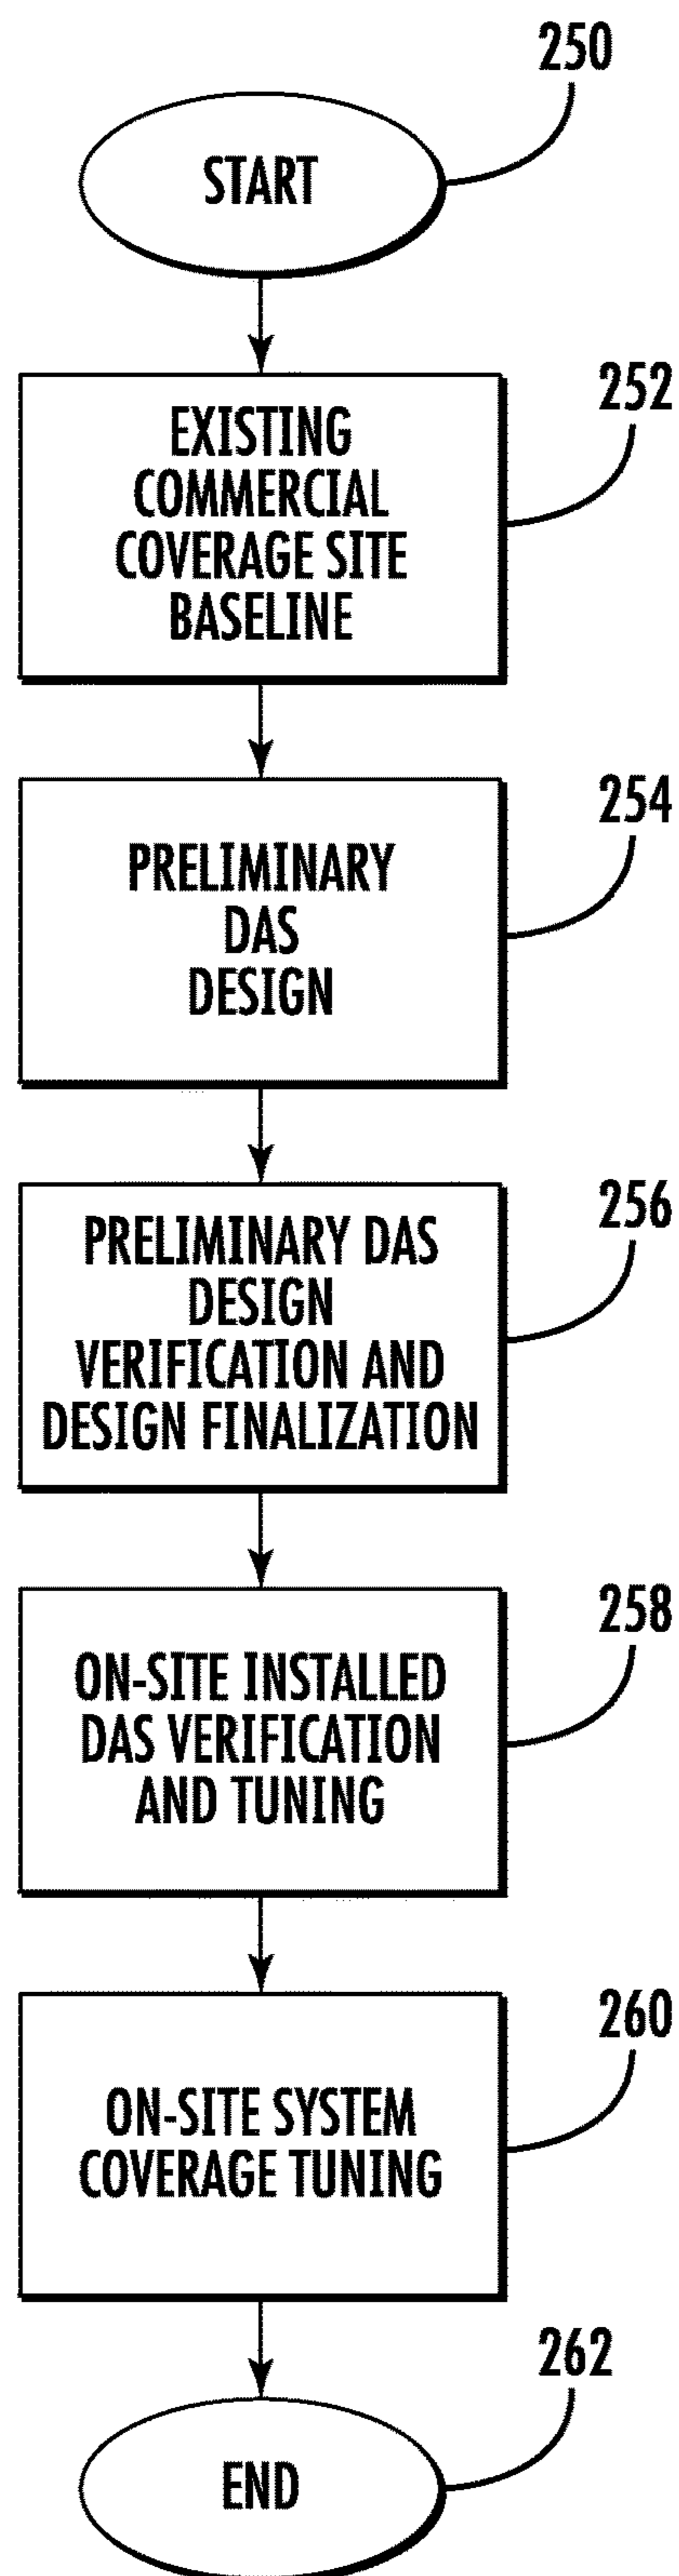 250
START
252
EXISTING
COMMERCIAL
COVERAGE SITE
BASELINE
254
PRELIMINARY
DAS
DESIGN
256
PRELIMINARY DAS
DESIGN
VERIFICATION AND
DESIGN FINALIZATION
258
ON-SITE INSTALLED
DAS VERIFICATION
AND TUNING
260
ON-SITE SYSTEM
COVERAGE TUNING
262
END